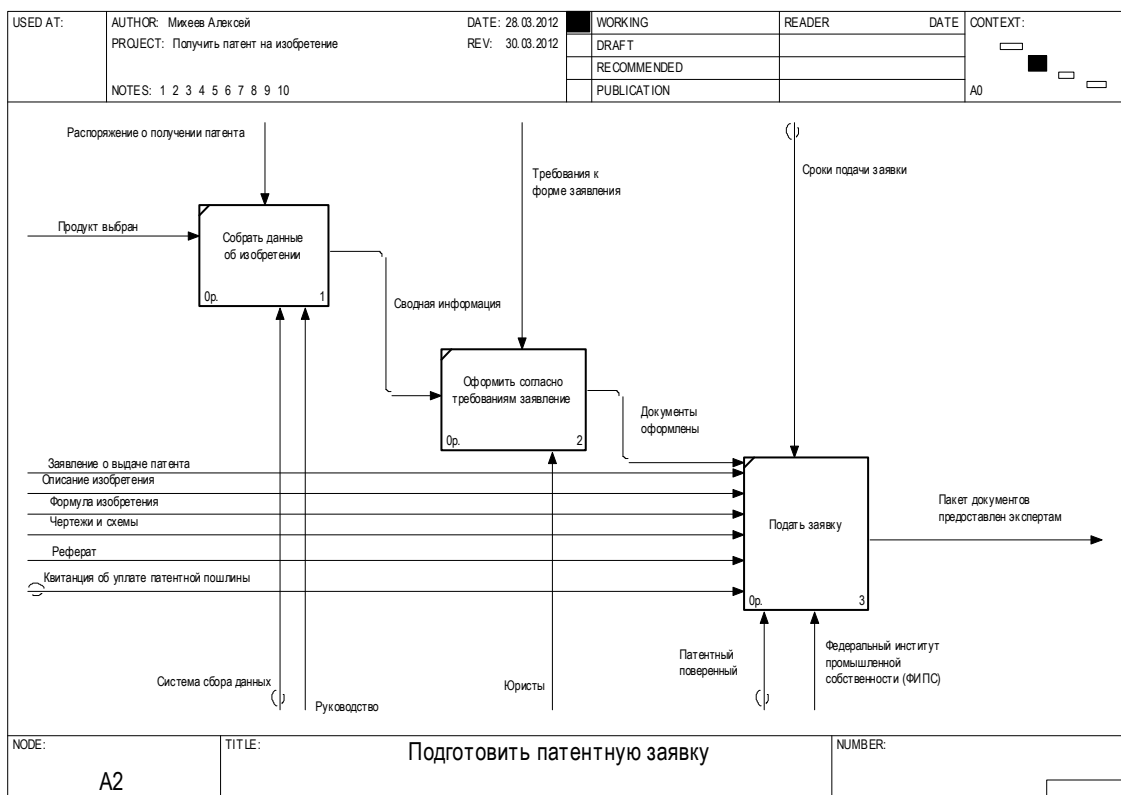 USED AT:
AUTHOR: Михеев Алексей
DATE: 28.03.2012
WORKING
READER
DATE
CONTEXT:
PROJECT: Получить патент на изобретение
REV: 30.03.2012
DRAFT
RECOMMENDED
NOTES: 1 2 3 4 5 6 7 8 9 10
PUBLICATION
A0
Распоряжение о получении патента
Требования к
форме заявления
Сроки подачи заявки
Продукт выбран
Собрать данные
об изобретении
0р.
1
Сводная информация
Оформить согласно
требованиям заявление
0р.
2
Документы
оформлены
Заявление о выдаче патента
Описание изобретения
Формула изобретения
Чертежи и схемы
Реферат
Квитанция об уплате патентной пошлины
Подать заявку
0р.
3
Пакет документов
предоставлен экспертам
Система сбора данных
Руководство
Юристы
Патентный
поверенный
Федеральный институт
промышленной
собственности (ФИПС)
NODE:
TITLE:
Подготовить патентную заявку
NUMBER:
A2